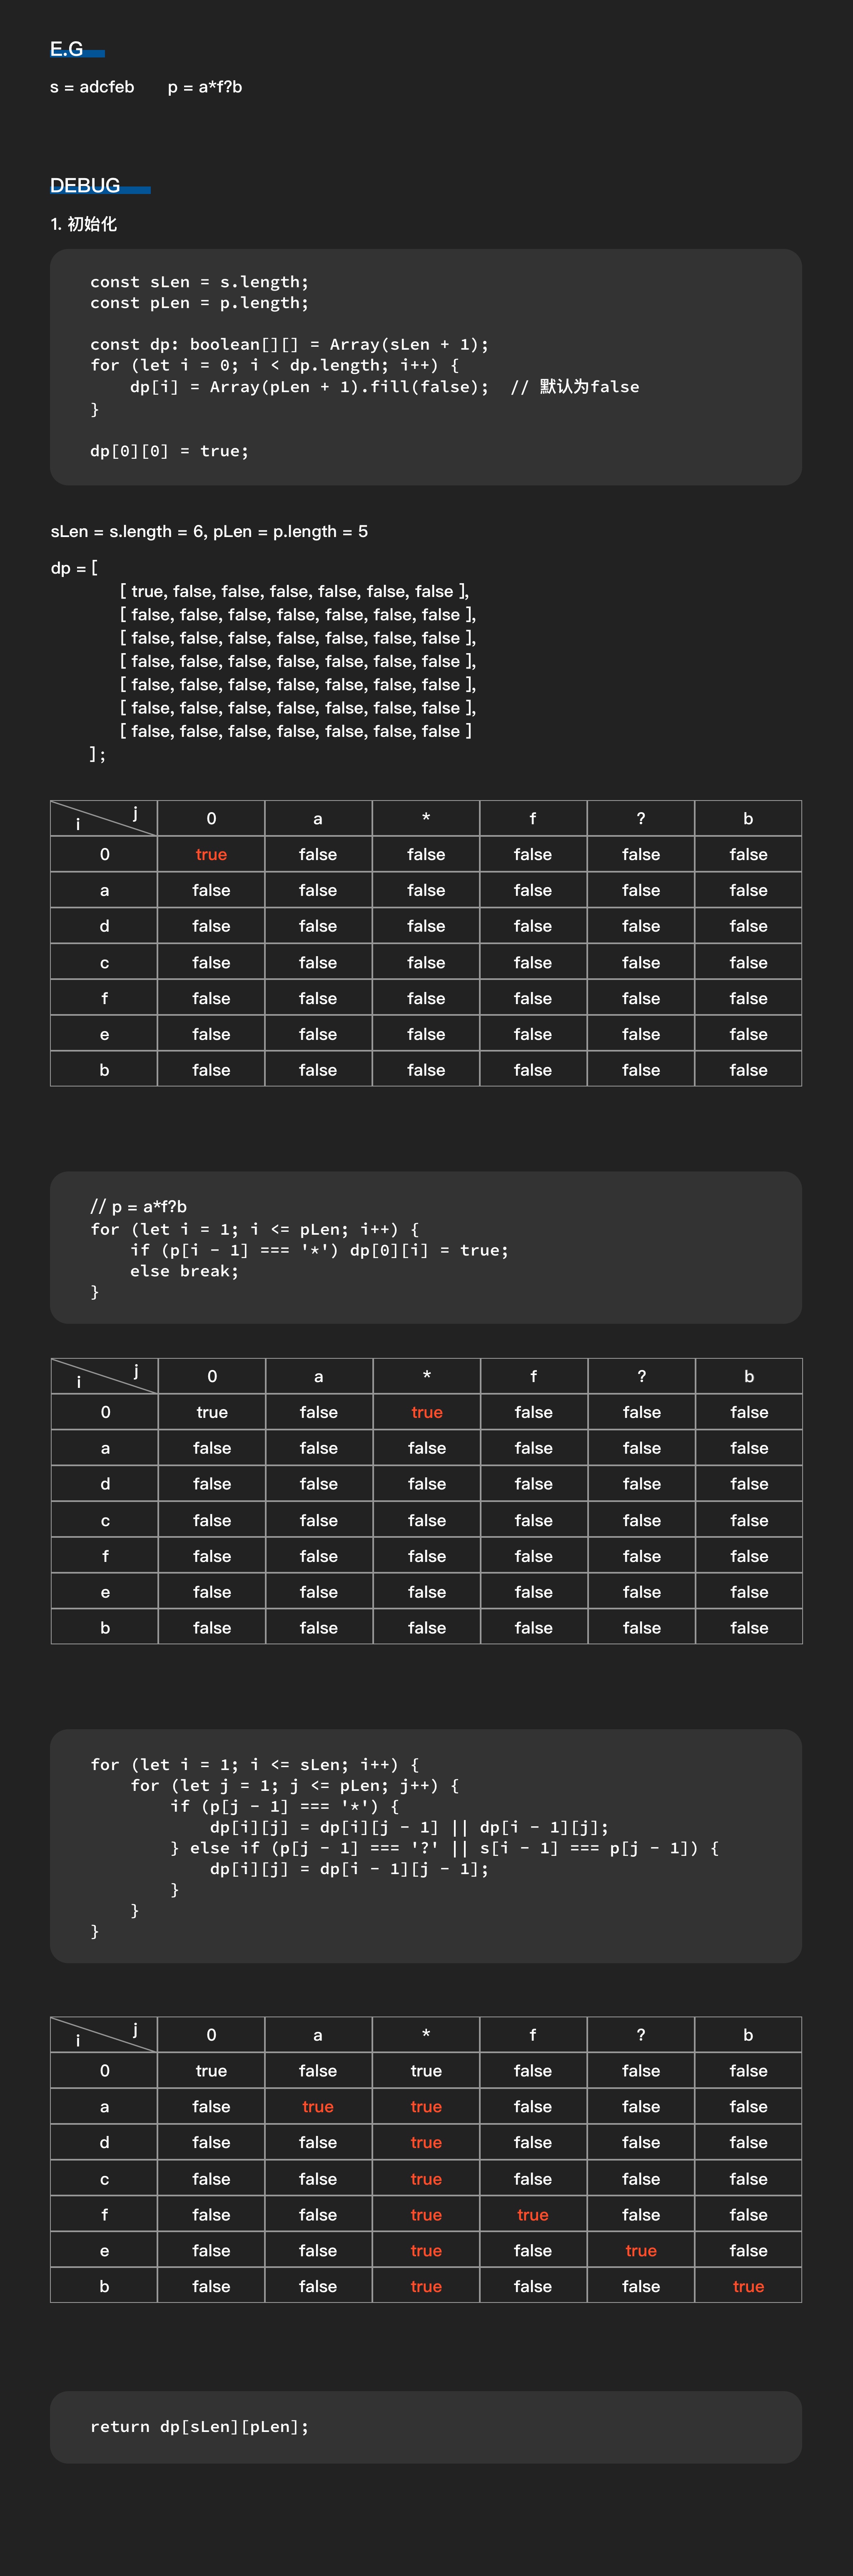 E.G
s = adcfeb p = a*f?b
DEBUG
1. 初始化
const sLen = s.length;
const pLen = p.length;
const dp: boolean[][] = Array(sLen + 1);
for (let i = 0; i < dp.length; i++) {
dp[i] = Array(pLen + 1).fill(false); // 默认为false
}
dp[0][0] = true;
sLen = s.length = 6, pLen = p.length = 5
dp = [
[ true, false, false, false, false, false, false ],
[ false, false, false, false, false, false, false ],
[ false, false, false, false, false, false, false ],
[ false, false, false, false, false, false, false ],
[ false, false, false, false, false, false, false ],
[ false, false, false, false, false, false, false ],
[ false, false, false, false, false, false, false ]
];
i j 0 a * f ? b
0 true false false false false false
a false false false false false false
d false false false false false false
c false false false false false false
f false false false false false false
e false false false false false false
b false false false false false false
// p = a*f?b
for (let i = 1; i <= pLen; i++) {
if (p[i - 1] === '*') dp[0][i] = true;
else break;
}
i j 0 a * f ? b
0 true false true false false false
a false false false false false false
d false false false false false false
c false false false false false false
f false false false false false false
e false false false false false false
b false false false false false false
for (let i = 1; i <= sLen; i++) {
for (let j = 1; j <= pLen; j++) {
if (p[j - 1] === '*') {
dp[i][j] = dp[i][j - 1] || dp[i - 1][j];
} else if (p[j - 1] === '?' || s[i - 1] === p[j - 1]) {
dp[i][j] = dp[i - 1][j - 1];
}
}
}
i j 0 a * f ? b
0 true false true false false false
a false true true false false false
d false false true false false false
c false false true false false false
f false false true true false false
e false false true false true false
b false false true false false true
return dp[sLen][pLen];